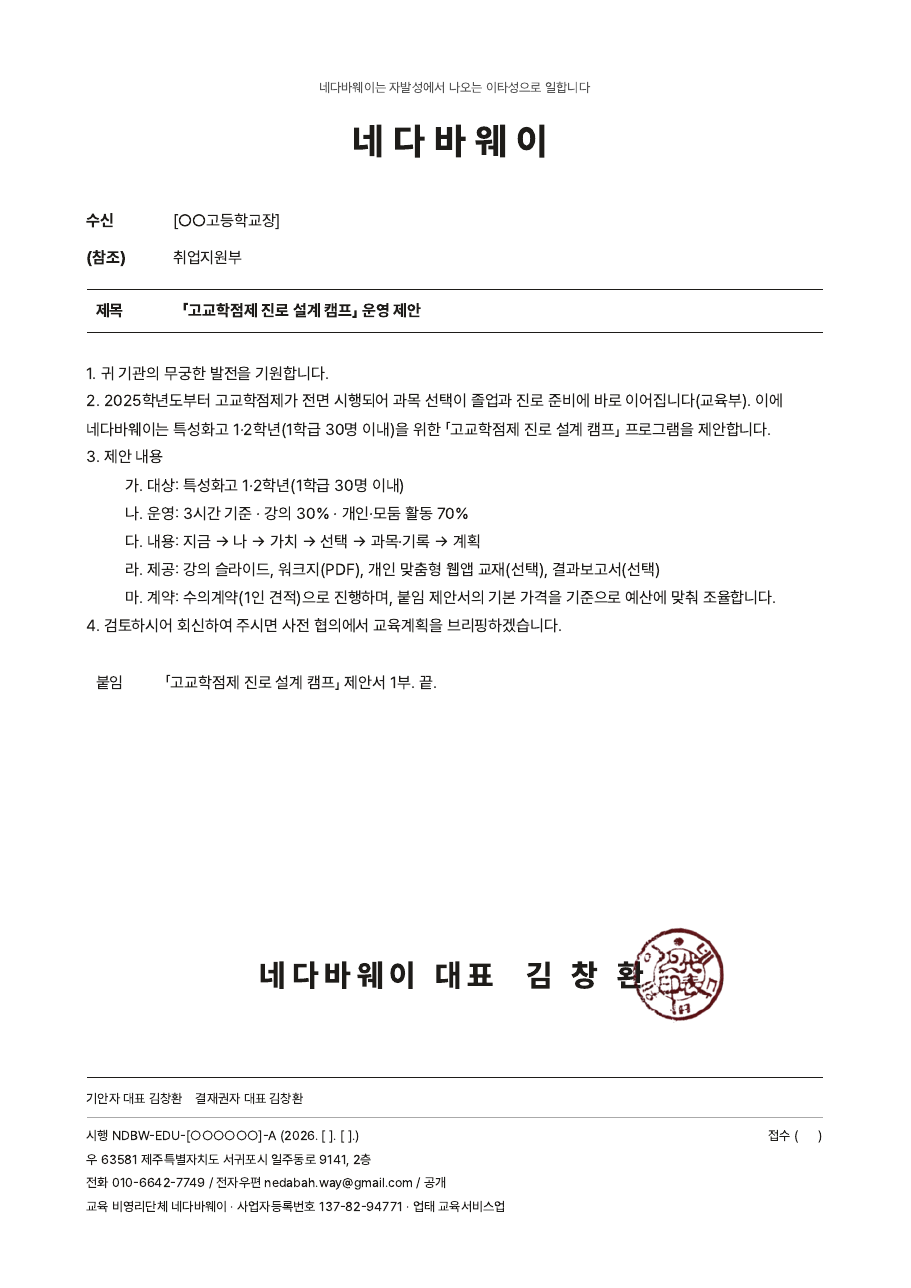 네다바웨이는 자발성에서 나오는 이타성으로 일합니다
네다바웨이
수신 [○○고등학교장]
(참조) 취업지원부
제목 「고교학점제 진로 설계 캠프」 운영 제안
1. 귀 기관의 무궁한 발전을 기원합니다.
2. 2025학년도부터 고교학점제가 전면 시행되어 과목 선택이 졸업과 진로 준비에 바로 이어집니다(교육부). 이에
네다바웨이는 특성화고 1·2학년(1학급 30명 이내)을 위한 「고교학점제 진로 설계 캠프」 프로그램을 제안합니다.
3. 제안 내용
가. 대상: 특성화고 1·2학년(1학급 30명 이내)
나. 운영: 3시간 기준 · 강의 30% · 개인·모둠 활동 70%
다. 내용: 지금 → 나 → 가치 → 선택 → 과목·기록 → 계획
라. 제공: 강의 슬라이드, 워크지(PDF), 개인 맞춤형 웹앱 교재(선택), 결과보고서(선택)
마. 계약: 수의계약(1인 견적)으로 진행하며, 붙임 제안서의 기본 가격을 기준으로 예산에 맞춰 조율합니다.
4. 검토하시어 회신하여 주시면 사전 협의에서 교육계획을 브리핑하겠습니다.
붙임 「고교학점제 진로 설계 캠프」 제안서 1부. 끝.
네다바웨이 대표 김 창 환
기안자 대표 김창환 결재권자 대표 김창환
시행 NDBW-EDU-[○○○○○○]-A (2026. [ ]. [ ].) 접수 ( )
우 63581 제주특별자치도 서귀포시 일주동로 9141, 2층
전화 010-6642-7749 / 전자우편 nedabah.way@gmail.com / 공개
교육 비영리단체 네다바웨이 · 사업자등록번호 137-82-94771 · 업태 교육서비스업